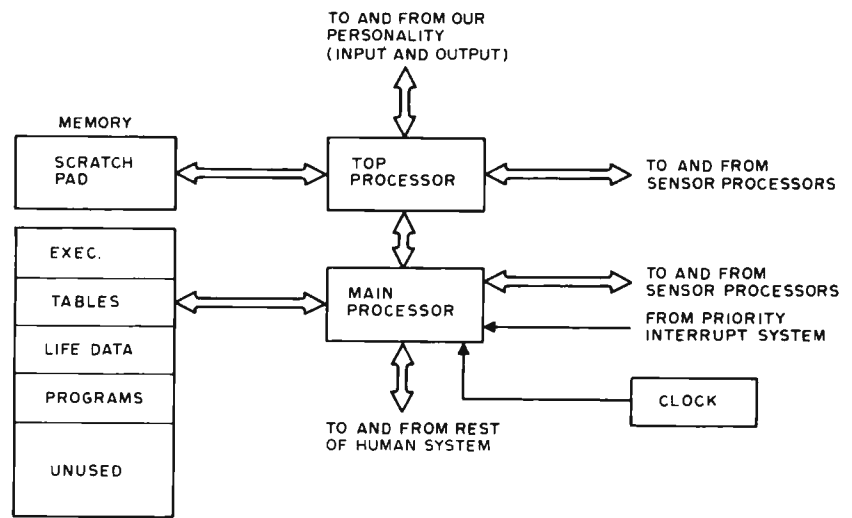 TO AND FROM OUR
PERSONALITY
(INPUT AND OUTPUT)
MEMORY
SCRATCH
PAD
TOP
PROCESSOR
TO AND FROM
SENSOR PROCESSORS
EXEC.
TABLES
LIFE DATA
PROGRAMS
UNUSED
MAIN
PROCESSOR
TO AND FROM
SENSOR PROCESSORS
FROM PRIORITY
INTERRUPT SYSTEM
CLOCK
TO AND FROM REST
OF HUMAN SYSTEM